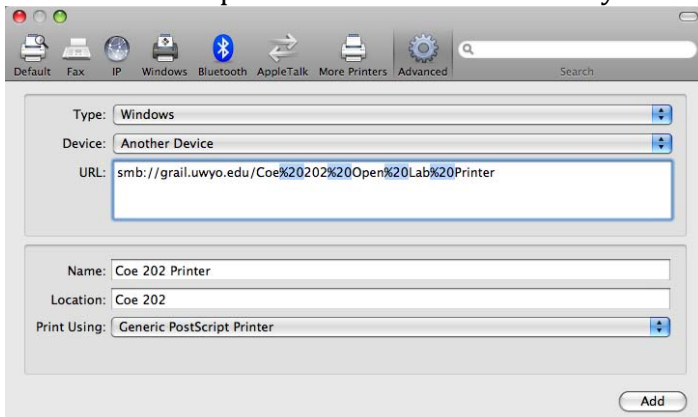 Default Fax IP Windows Bluetooth AppleTalk More Printers Advanced Search
Type: Windows
Device: Another Device
URL: smb://grail.uwyo.edu/Coe%20202%20Open%20Lab%20Printer
Name: Coe 202 Printer
Location: Coe 202
Print Using: Generic PostScript Printer
Add